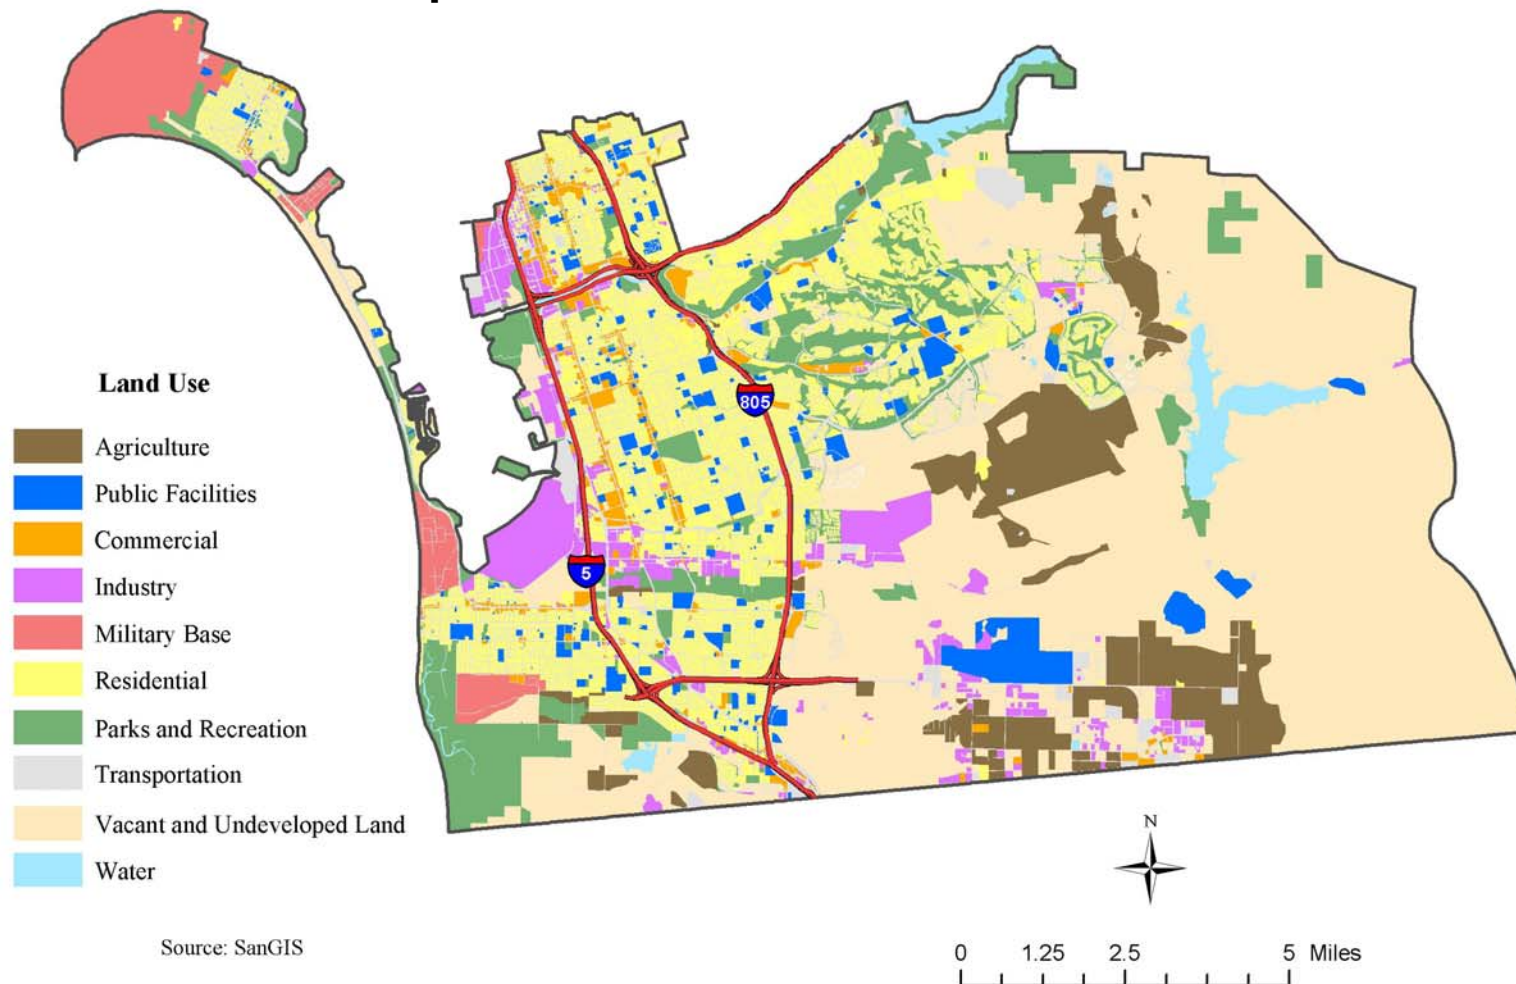 805
5
Land Use
Agriculture
Public Facilities
Commercial
Industry
Military Base
Residential
Parks and Recreation
Transportation
Vacant and Undeveloped Land
Water
N
Source: SanGIS
0 1.25 2.5 5 Miles